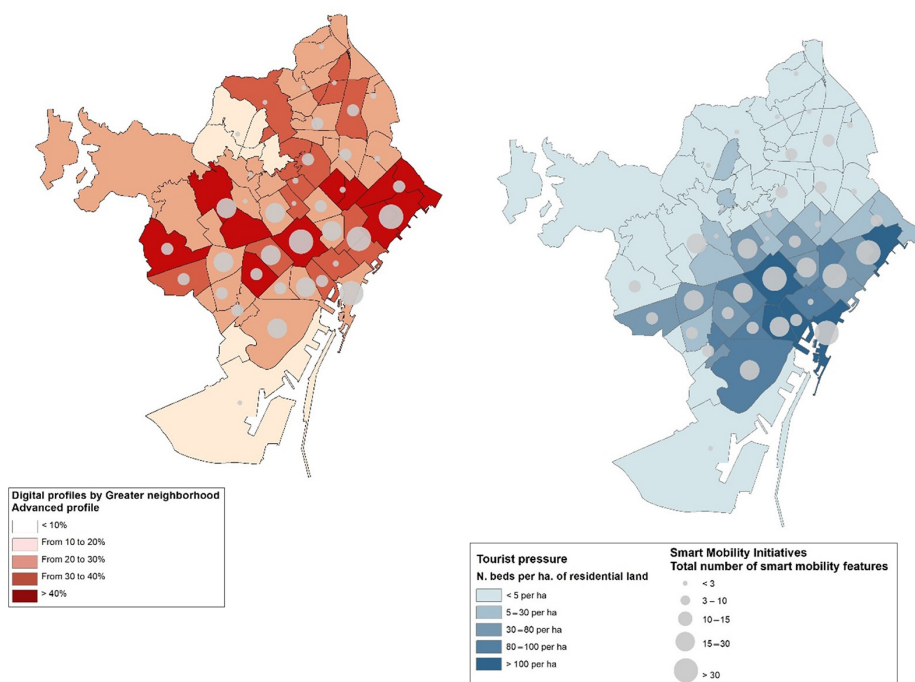 Digital profiles by Greater neighborhood
Advanced profile
< 10%
From 10 to 20%
From 20 to 30%
From 30 to 40%
> 40%
Tourist pressure
N. beds per ha. of residential land
< 5 per ha
5–30 per ha
30–80 per ha
80–100 per ha
> 100 per ha
Smart Mobility Initiatives
Total number of smart mobility features
< 3
3 – 10
10 – 15
15 – 30
> 30